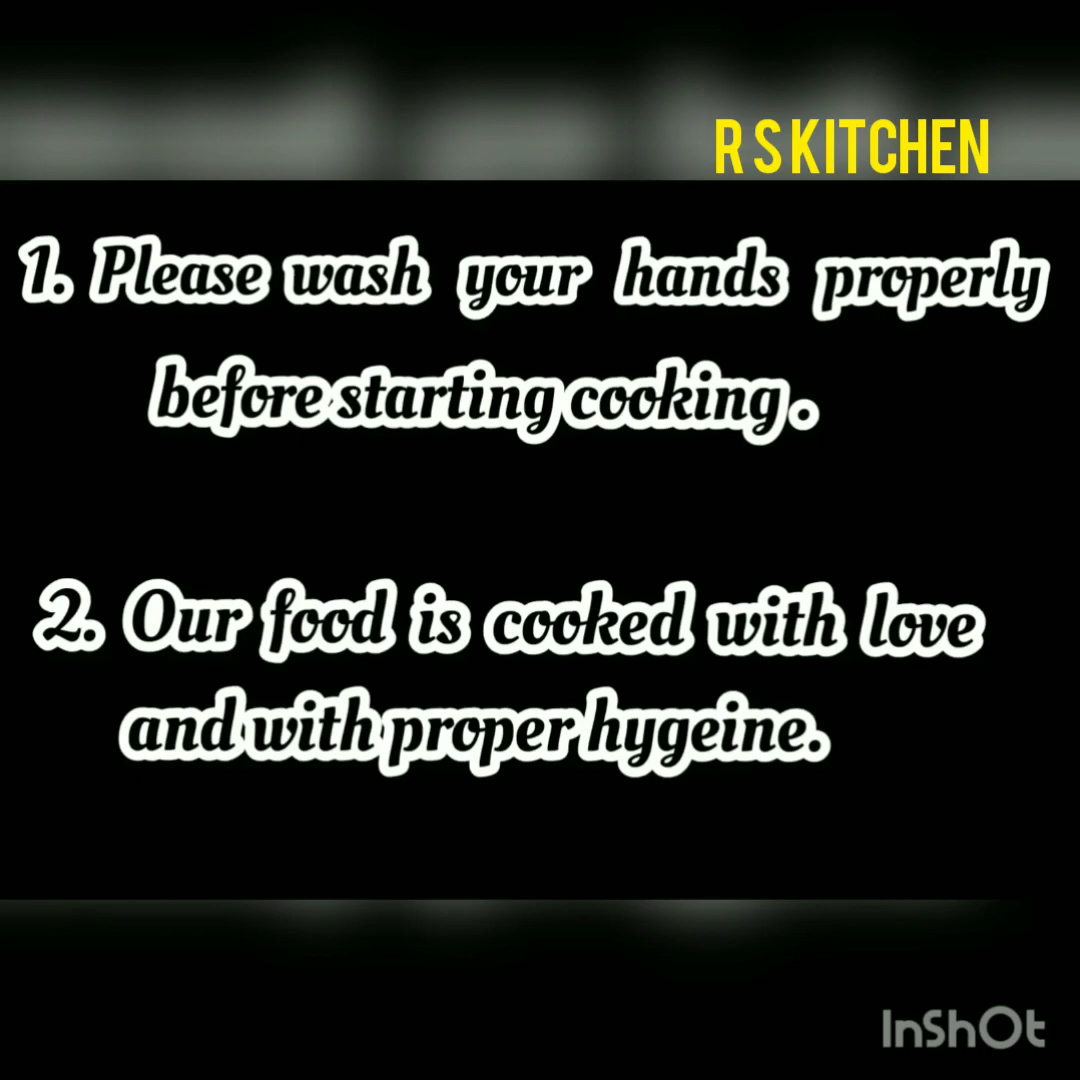 R S KITCHEN
1. Please wash your hands properly
before starting cooking.
2. Our food is cooked with love
and with proper hygeine.
InShOt